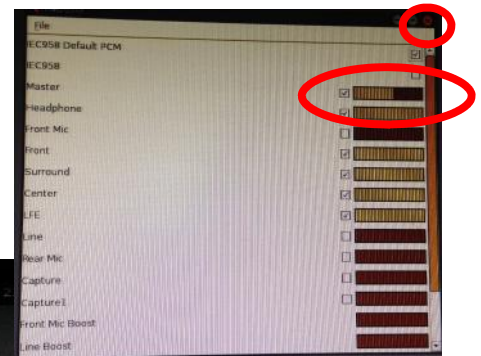 File
IEC958 Default PCM
IEC958
Master
Headphone
Front Mic
Front
Surround
Center
LFE
Line
Rear Mic
Capture
Capture1
Front Mic Boost
Line Boost